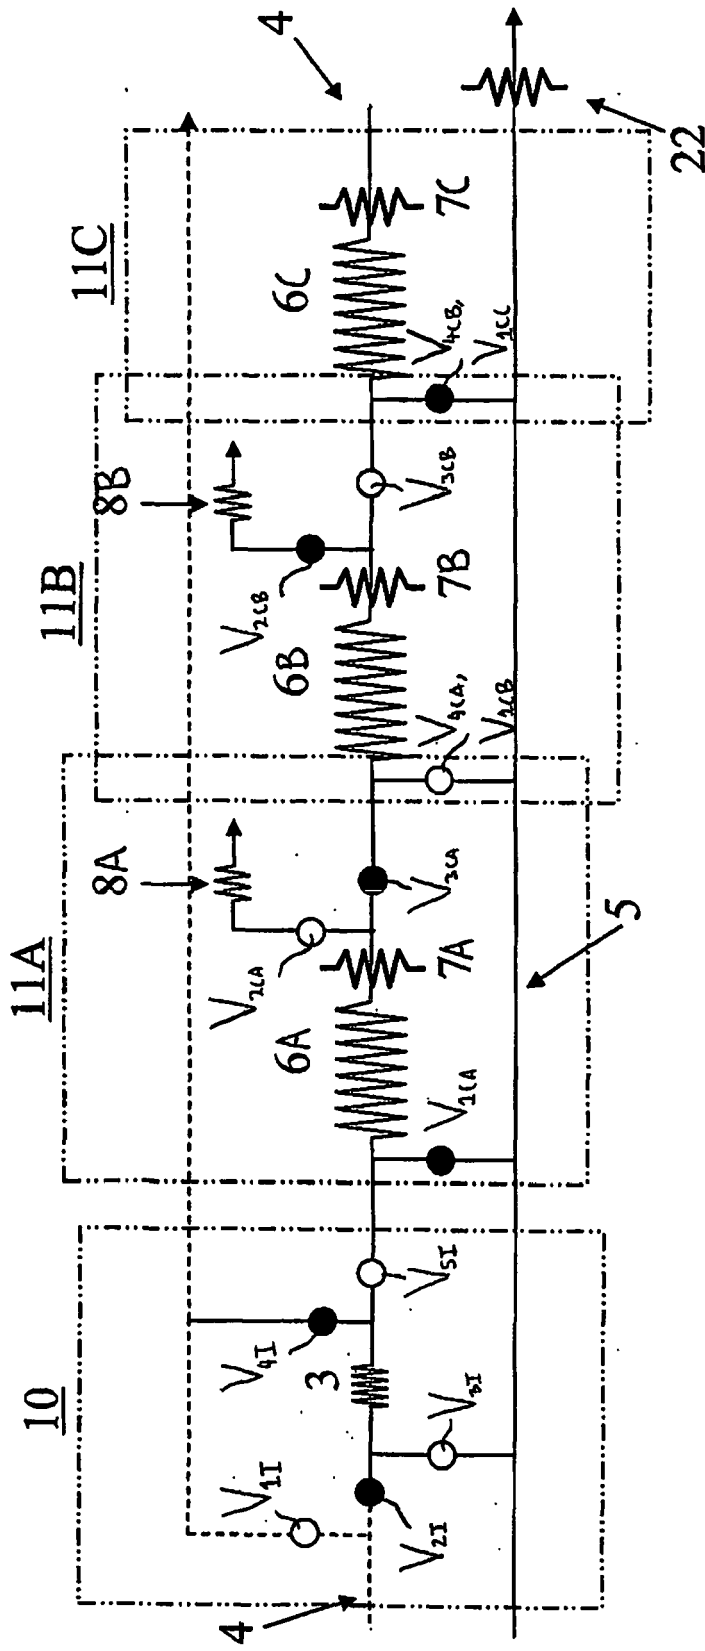 4
22
11C
7C
6C
V4CB,
V1CC
8B
V3CB
11B
V2CB
7B
6B
V4CA,
V1CB
8A
V3CA
5
11A
V2CA
7A
6A
V1CA
V5I
V4I
3
V3I
10
V1I
V2I
4